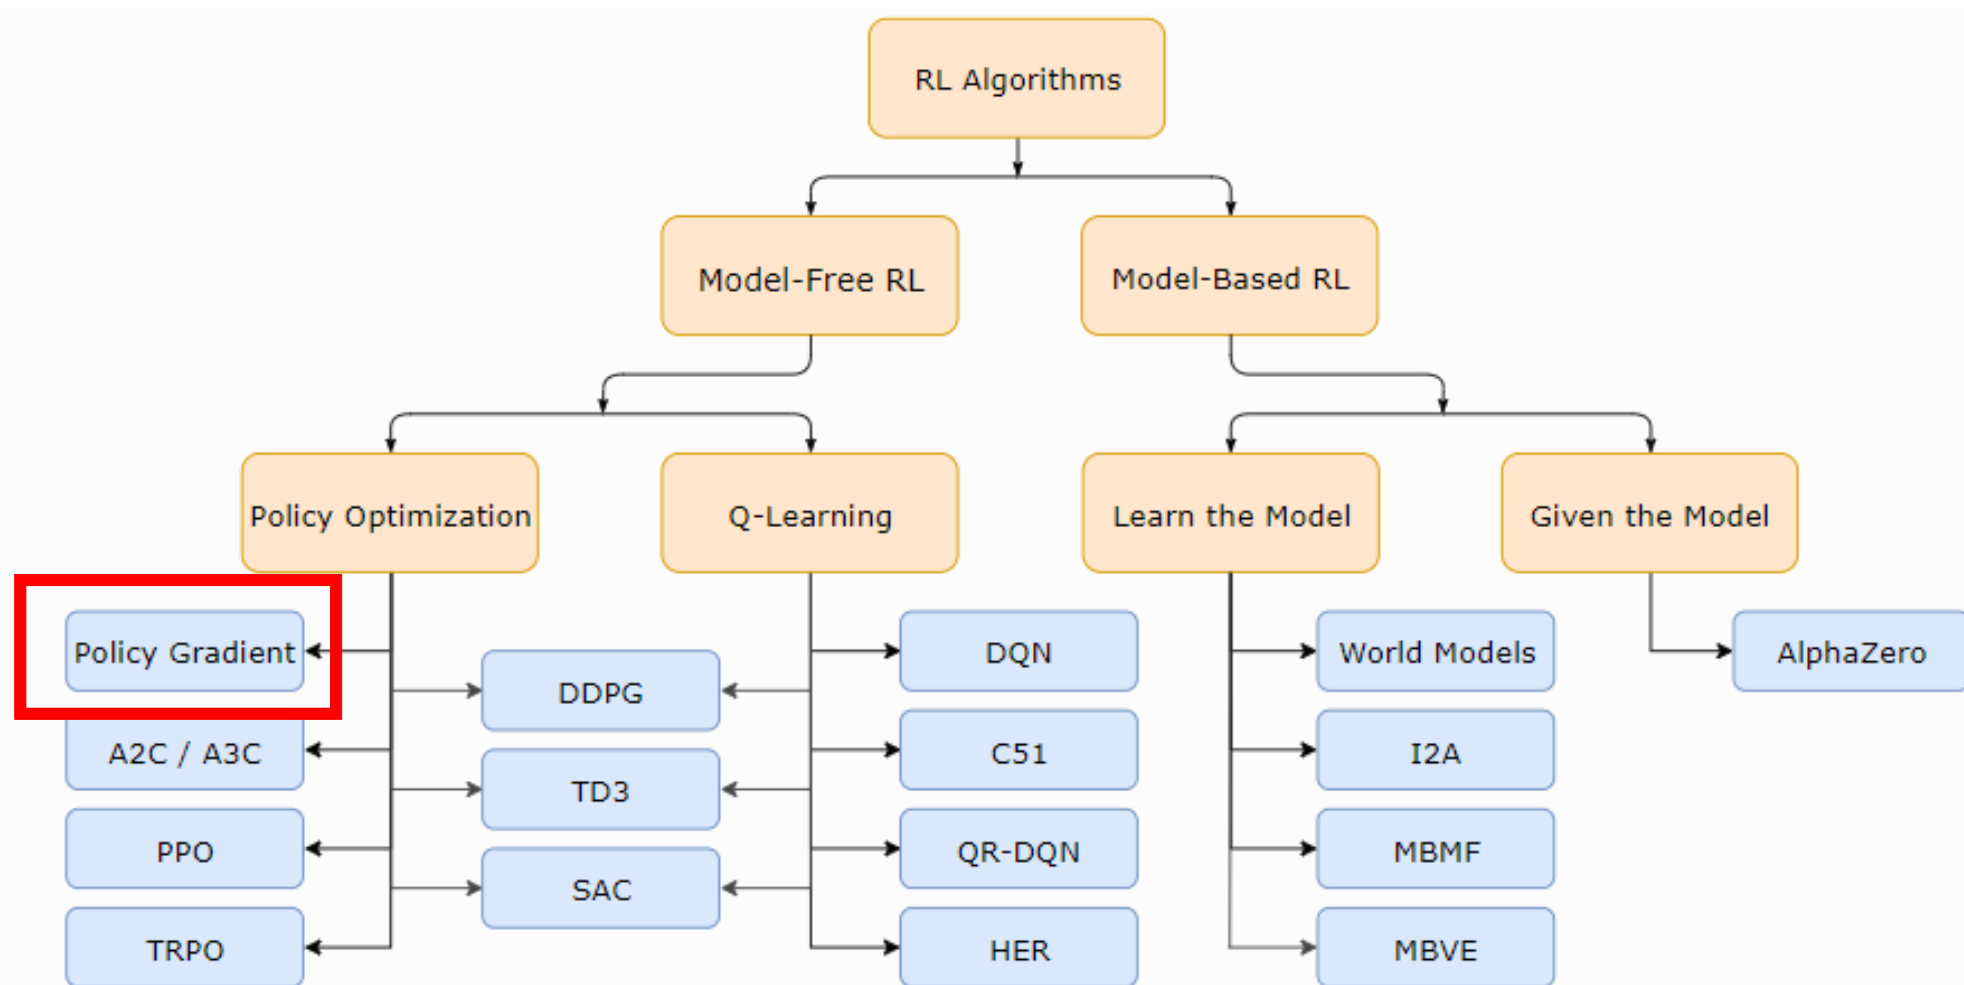 RL Algorithms
Model-Free RL
Model-Based RL
Policy Optimization
Q-Learning
Learn the Model
Given the Model
Policy Gradient
DDPG
DQN
World Models
AlphaZero
A2C / A3C
TD3
C51
I2A
PPO
SAC
QR-DQN
MBMF
TRPO
HER
MBVE